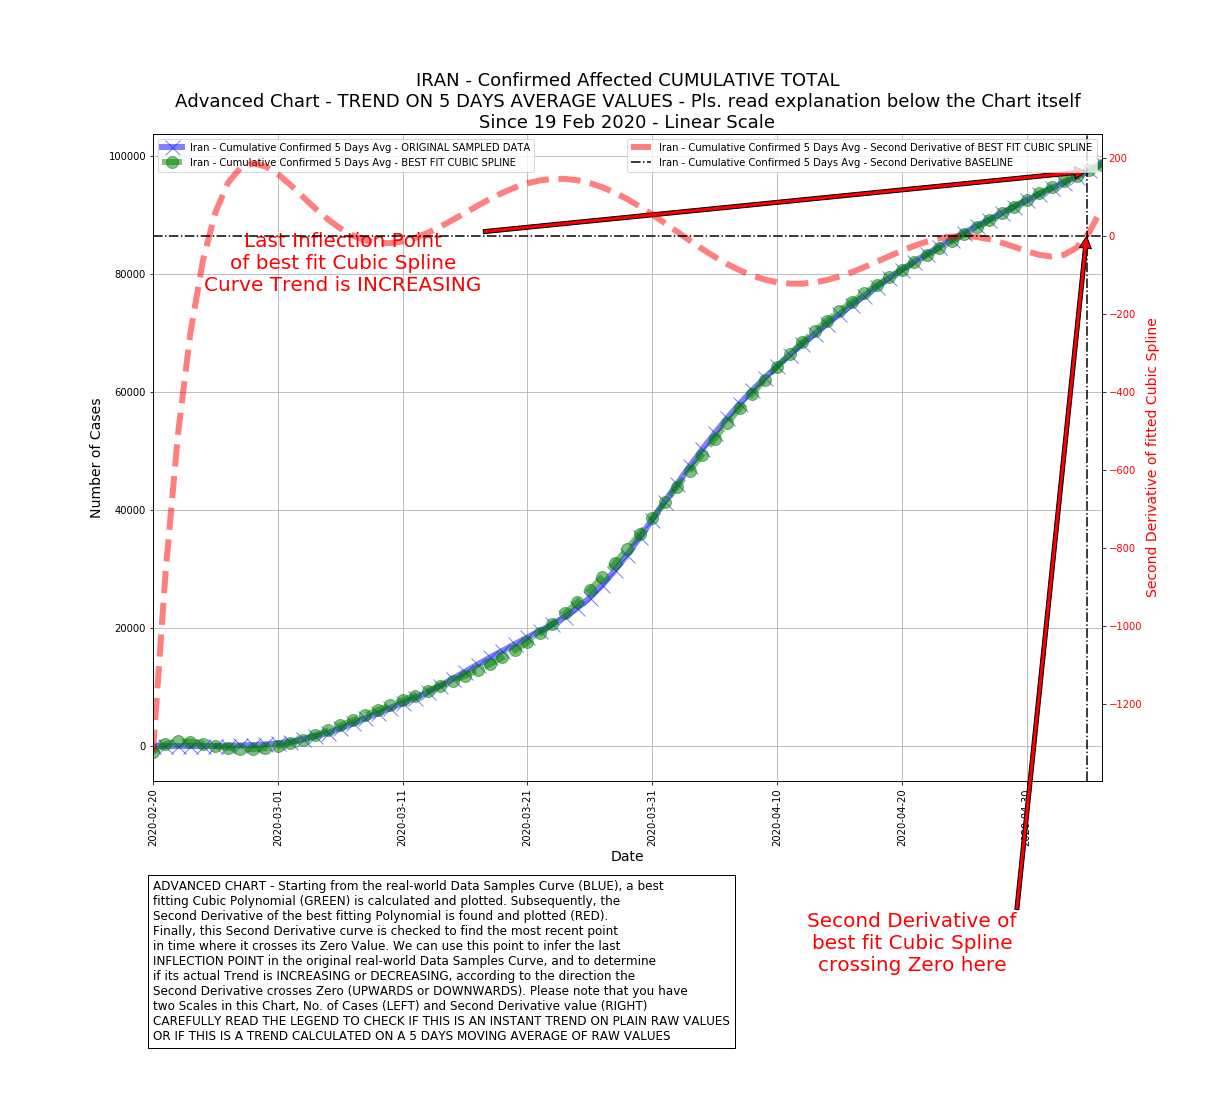 IRAN - Confirmed Affected CUMULATIVE TOTAL
Advanced Chart - TREND ON 5 DAYS AVERAGE VALUES - Pls. read explanation below the Chart itself
Since 19 Feb 2020 - Linear Scale
Iran - Cumulative Confirmed 5 Days Avg - ORIGINAL SAMPLED DATA
Iran - Cumulative Confirmed 5 Days Avg - BEST FIT CUBIC SPLINE
Iran - Cumulative Confirmed 5 Days Avg - Second Derivative of BEST FIT CUBIC SPLINE
Iran - Cumulative Confirmed 5 Days Avg - Second Derivative BASELINE
100000
80000
60000
40000
20000
0
Number of Cases
Last Inflection Point
of best fit Cubic Spline
Curve Trend is INCREASING
200
0
−200
−400
−600
−800
−1000
−1200
Second Derivative of fitted Cubic Spline
2020-02-20
2020-03-01
2020-03-11
2020-03-21
2020-03-31
2020-04-10
2020-04-20
2020-04-30
Date
ADVANCED CHART - Starting from the real-world Data Samples Curve (BLUE), a best
fitting Cubic Polynomial (GREEN) is calculated and plotted. Subsequently, the
Second Derivative of the best fitting Polynomial is found and plotted (RED).
Finally, this Second Derivative curve is checked to find the most recent point
in time where it crosses its Zero Value. We can use this point to infer the last
INFLECTION POINT in the original real-world Data Samples Curve, and to determine
if its actual Trend is INCREASING or DECREASING, according to the direction the
Second Derivative crosses Zero (UPWARDS or DOWNWARDS). Please note that you have
two Scales in this Chart, No. of Cases (LEFT) and Second Derivative value (RIGHT)
CAREFULLY READ THE LEGEND TO CHECK IF THIS IS AN INSTANT TREND ON PLAIN RAW VALUES
OR IF THIS IS A TREND CALCULATED ON A 5 DAYS MOVING AVERAGE OF RAW VALUES
Second Derivative of
best fit Cubic Spline
crossing Zero here